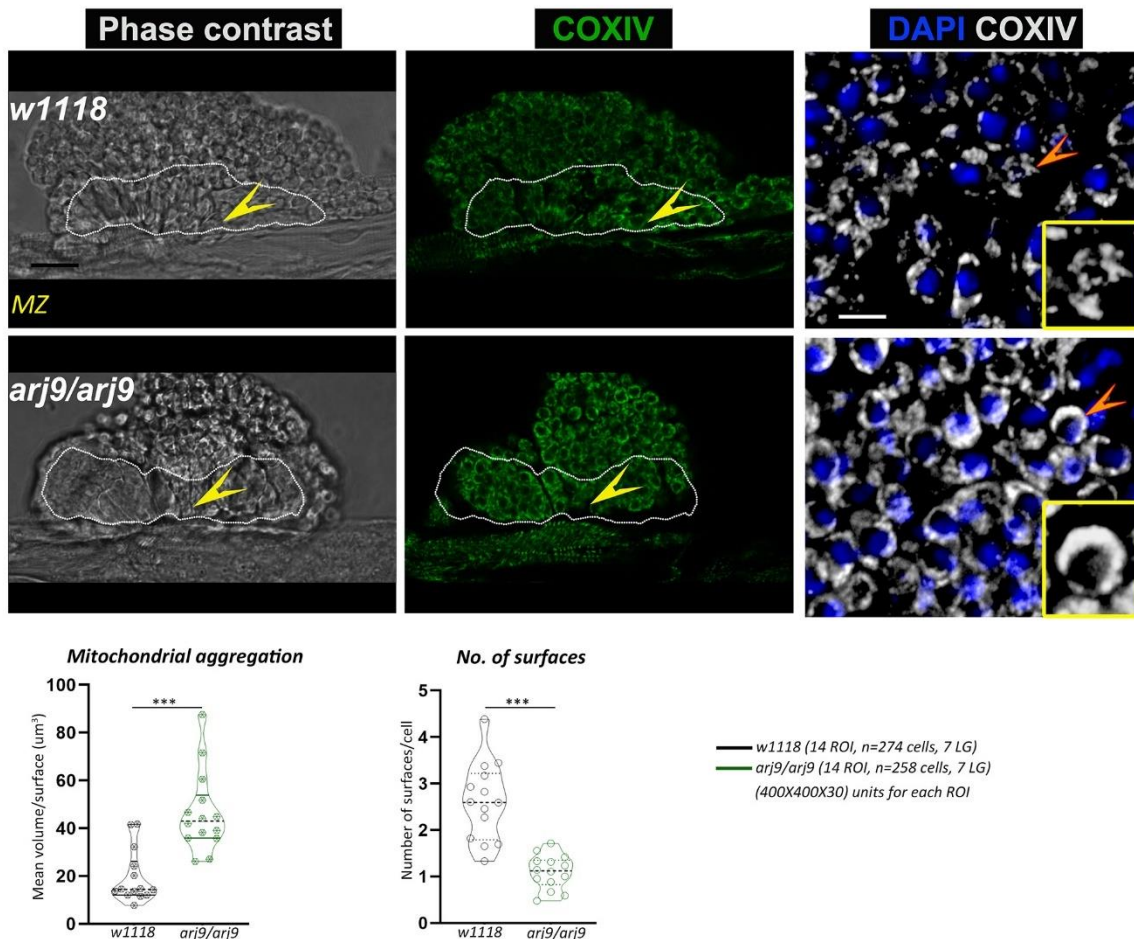 Phase contrast
COXIV
DAPI COXIV
w1118
MZ
arj9/arj9
Mitochondrial aggregation
Mean volume/surface (um³)
100
80
60
40
20
0
***
w1118
arj9/arj9
No. of surfaces
Number of surfaces/cell
5
4
3
2
1
0
***
w1118
arj9/arj9
w1118 (14 ROI, n=274 cells, 7 LG)
arj9/arj9 (14 ROI, n=258 cells, 7 LG)
(400X400X30) units for each ROI